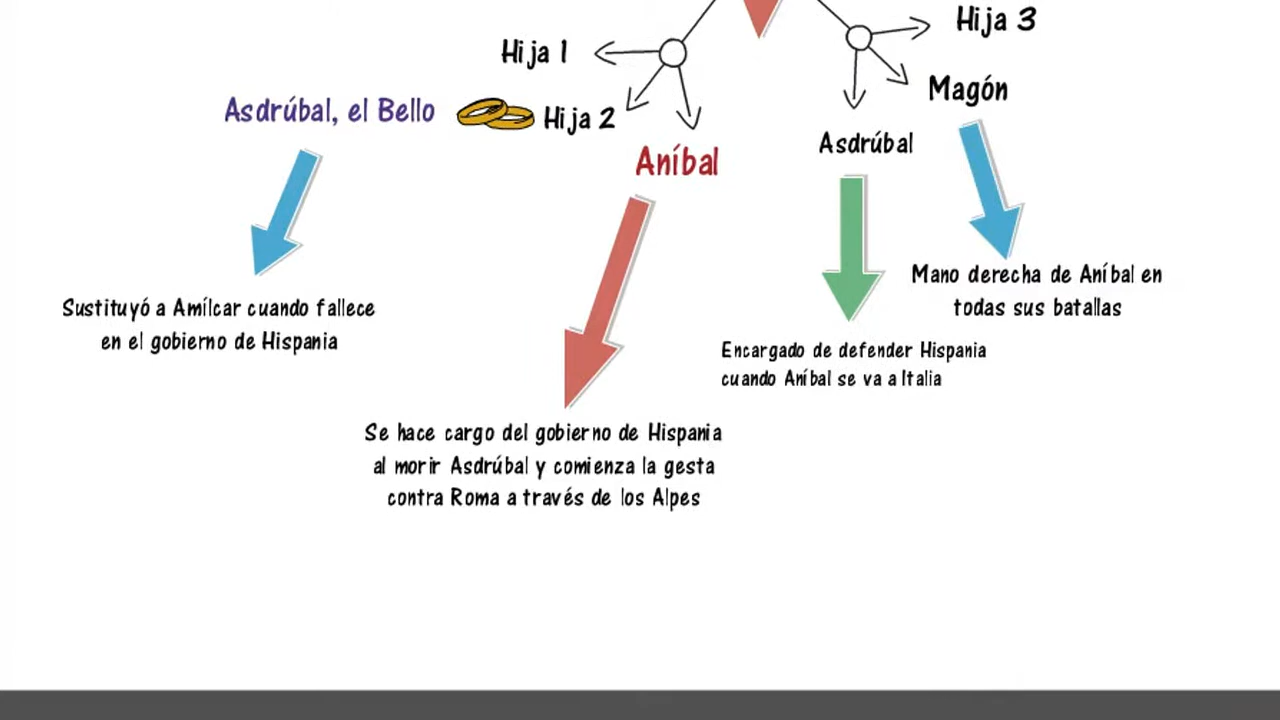 Hija 3
Hija 1
Magón
Asdrúbal, el Bello
Hija 2
Asdrúbal
Aníbal
Mano derecha de Aníbal en
todas sus batallas
Sustituyó a Amílcar cuando fallece
en el gobierno de Hispania
Encargado de defender Hispania
cuando Aníbal se va a Italia
Se hace cargo del gobierno de Hispania
al morir Asdrúbal y comienza la gesta
contra Roma a través de los Alpes